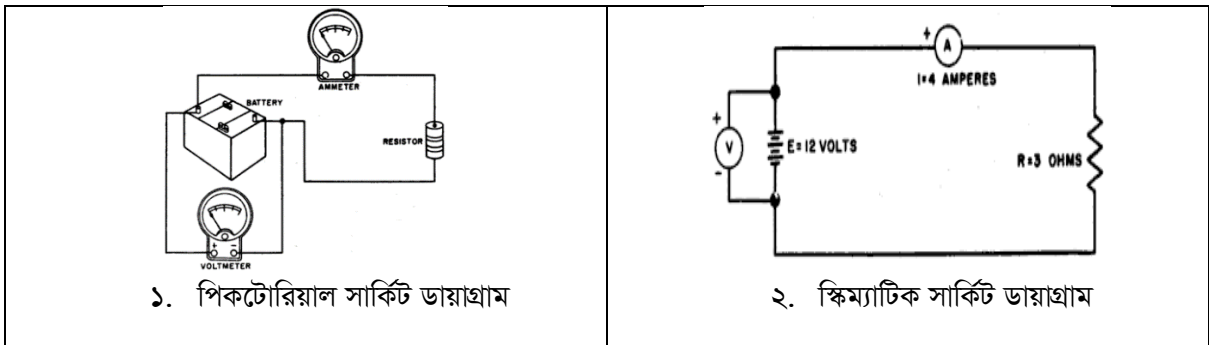 AMMETER
BATTERY
RESISTOR
+ -
VOLTMETER
১. পিকটোরিয়াল সার্কিট ডায়াগ্রাম
+
A
I=4 AMPERES
+
V
-
E=12 VOLTS
R=3 OHMS
২. স্কিম্যাটিক সার্কিট ডায়াগ্রাম